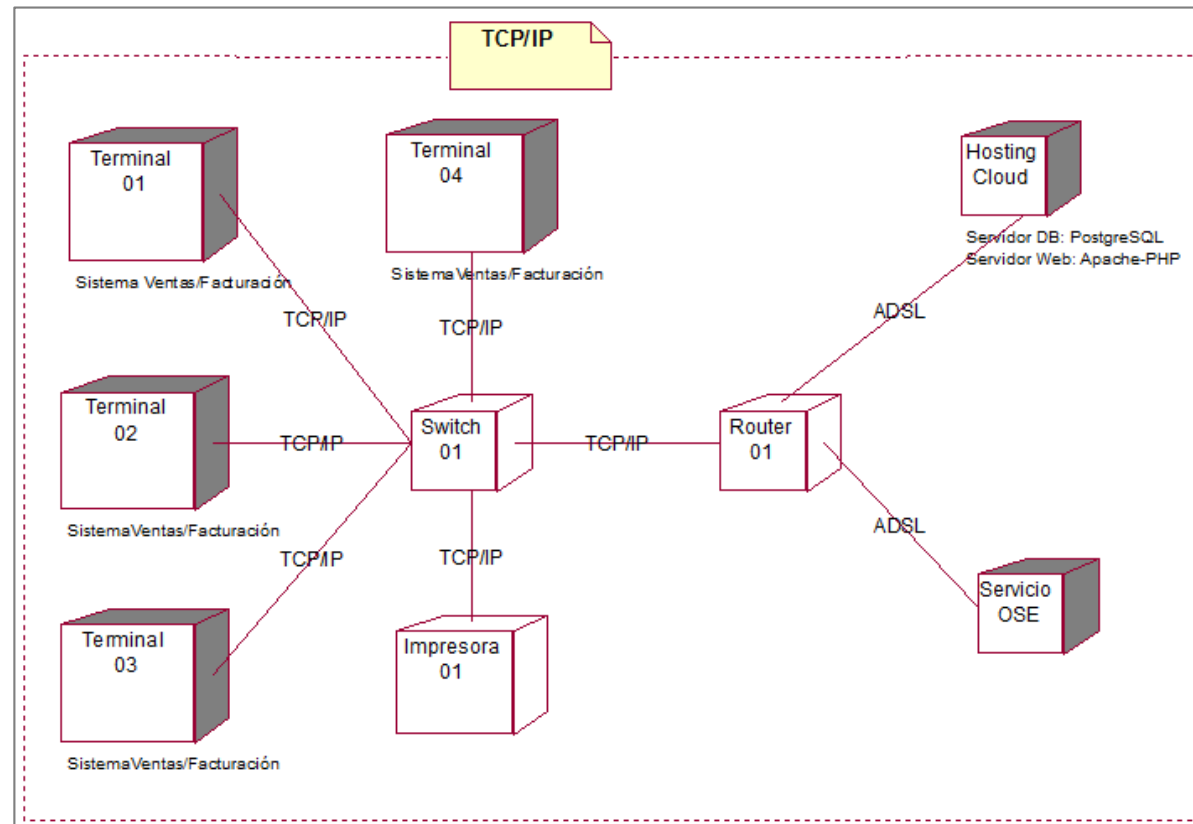 TCP/IP
Terminal
01
Sistema Ventas/Facturación
Terminal
04
SistemaVentas/Facturación
Hosting
Cloud
Servidor DB: PostgreSQL
Servidor Web: Apache-PHP
TCP/IP
TCP/IP
ADSL
Terminal
02
SistemaVentas/Facturación
TCP/IP
Switch
01
TCP/IP
Router
01
TCP/IP
TCP/IP
ADSL
Terminal
03
SistemaVentas/Facturación
Impresora
01
Servicio
OSE